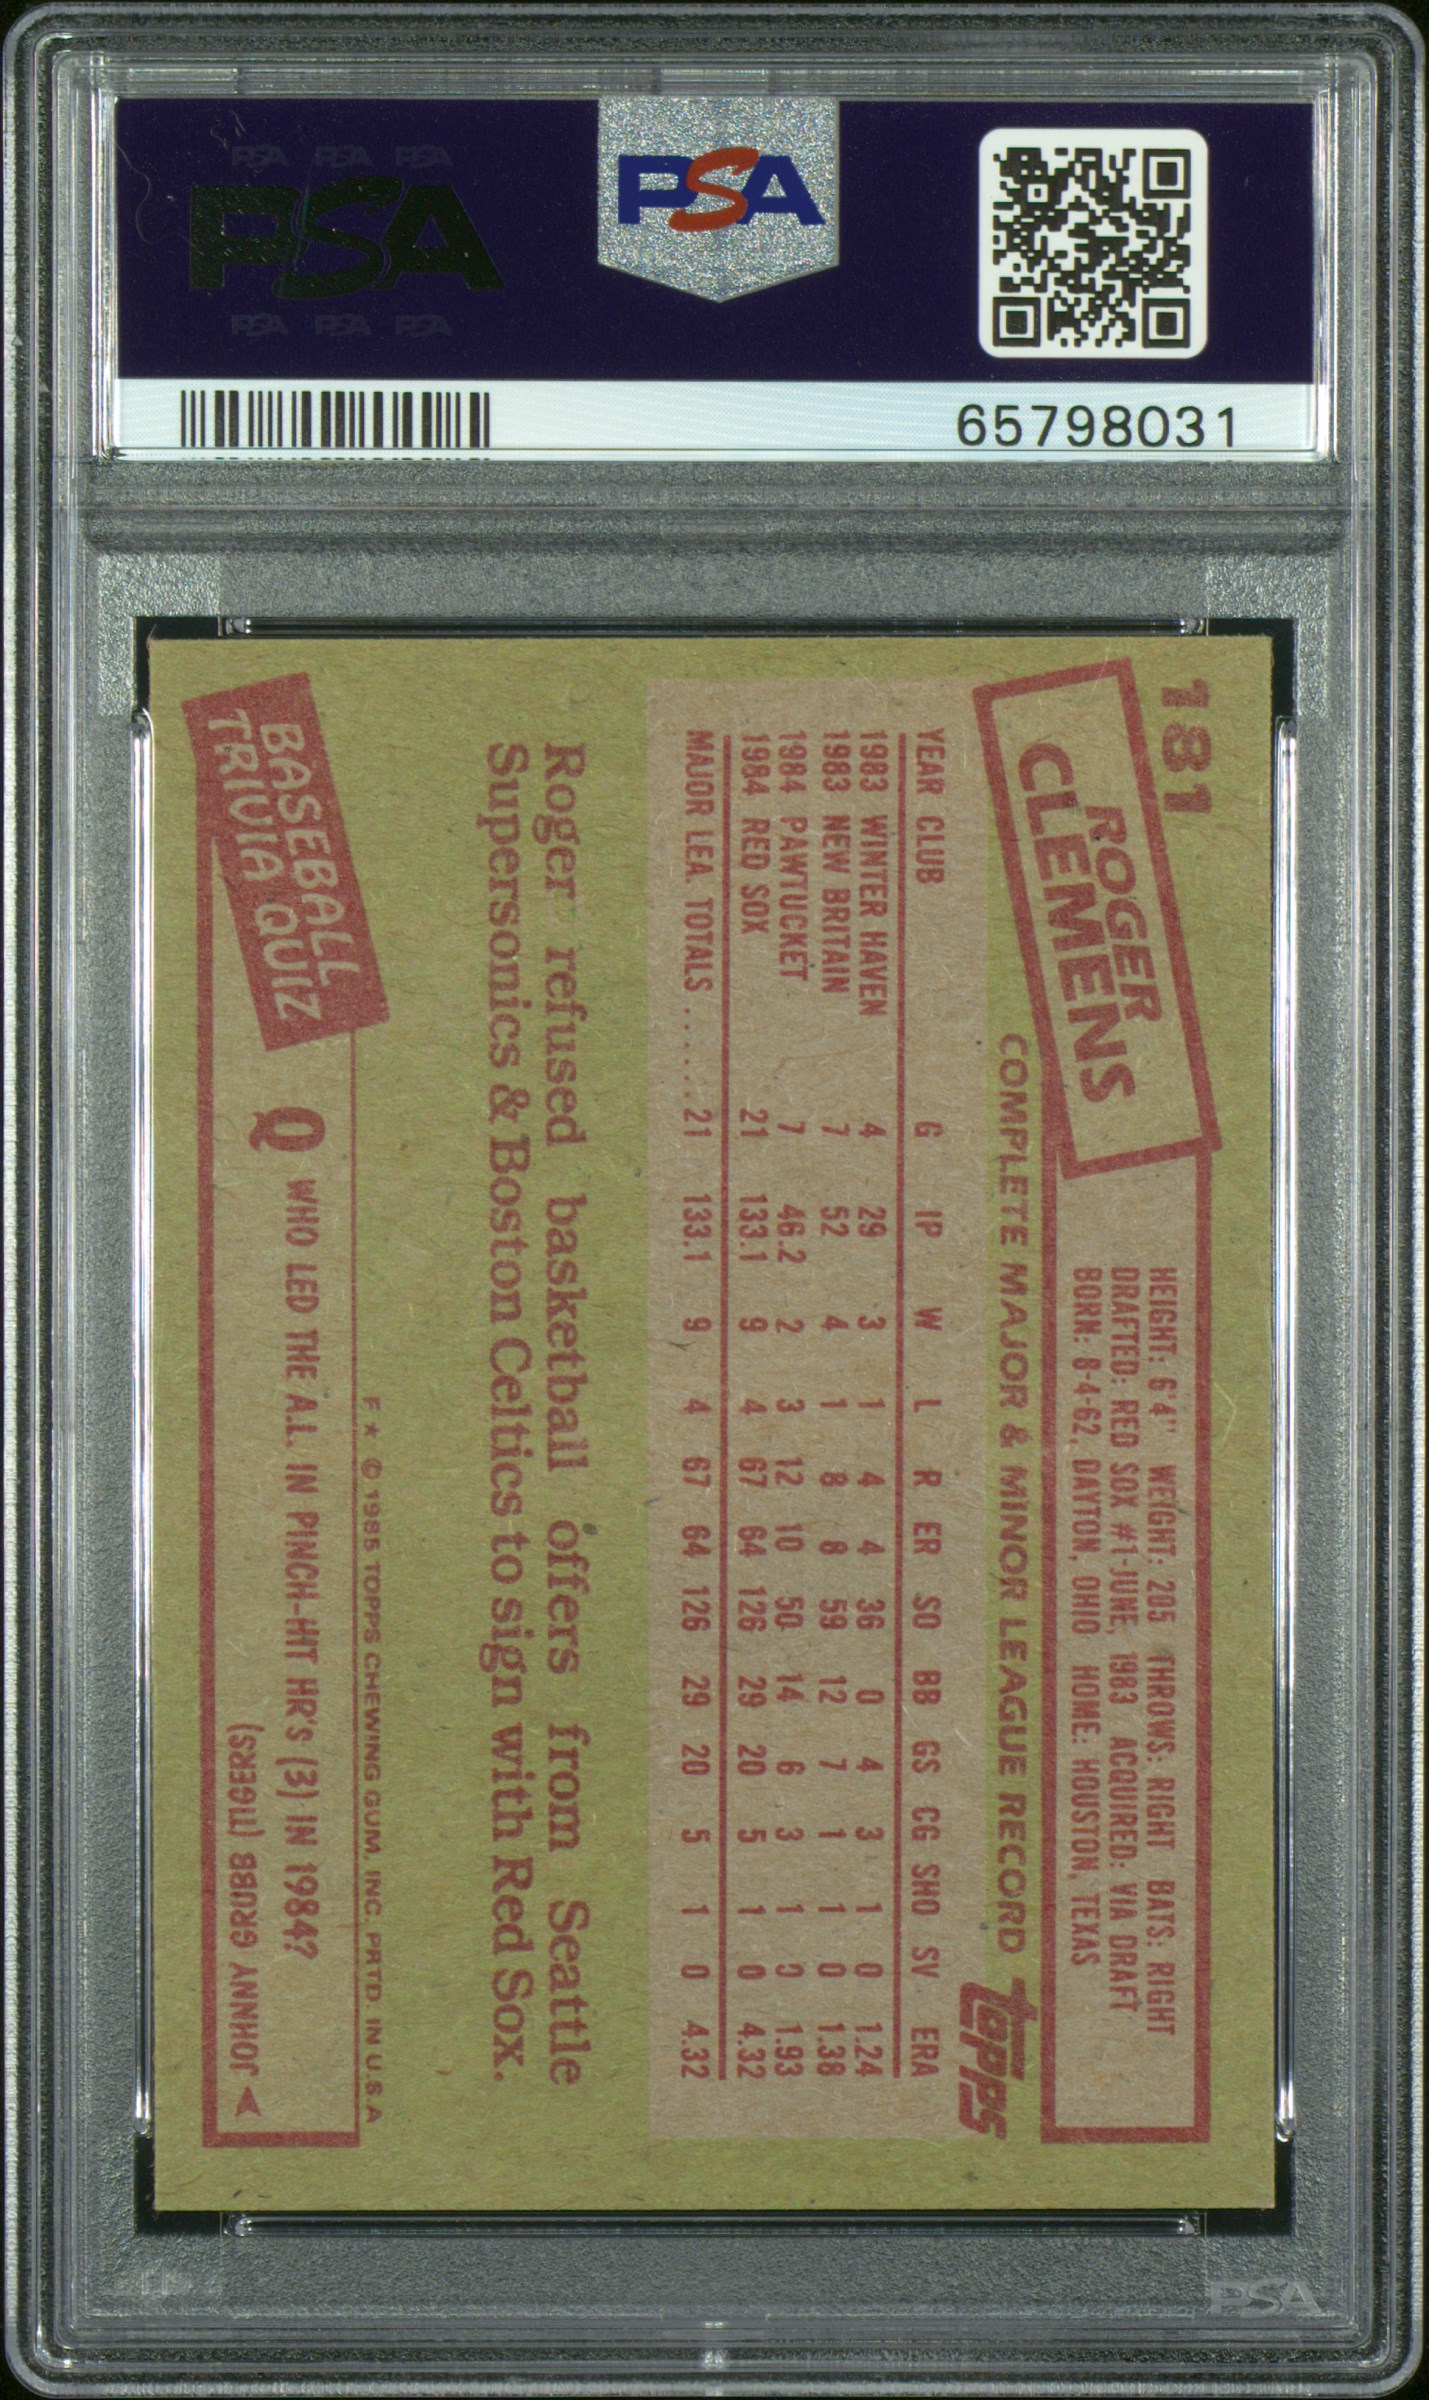 PSA PSA PSA
PSA
PSA PSA PSA
PSA
65798031
181
ROGER
CLEMENS
HEIGHT: 6'4" WEIGHT: 205 THROWS: RIGHT BATS: RIGHT
DRAFTED: RED SOX #1-JUNE, 1983 ACQUIRED: VIA DRAFT
BORN: 8-4-62, DAYTON, OHIO HOME: HOUSTON, TEXAS
COMPLETE MAJOR & MINOR LEAGUE RECORD
topps
YEAR CLUB G IP W L R ER SO BB GS CG SHO SV ERA
1983 WINTER HAVEN 4 29 3 1 4 4 36 0 4 3 1 0 1.24
1983 NEW BRITAIN 7 52 4 1 8 8 59 12 7 1 1 0 1.38
1984 PAWTUCKET 7 46.2 2 3 12 10 50 14 6 3 1 0 1.93
1984 RED SOX 21 133.1 9 4 67 64 126 29 20 5 1 0 4.32
MAJOR LEA. TOTALS ...... 21 133.1 9 4 67 64 126 29 20 5 1 0 4.32
Roger refused basketball offers from Seattle
Supersonics & Boston Celtics to sign with Red Sox.
F★ © 1985 TOPPS CHEWING GUM, INC. PRTD. IN U.S.A
BASEBALL
TRIVIA QUIZ
Q WHO LED THE A.L. IN PINCH-HIT HR'S (3) IN 1984?
JOHNNY GRUBB (TIGERS)
PSA